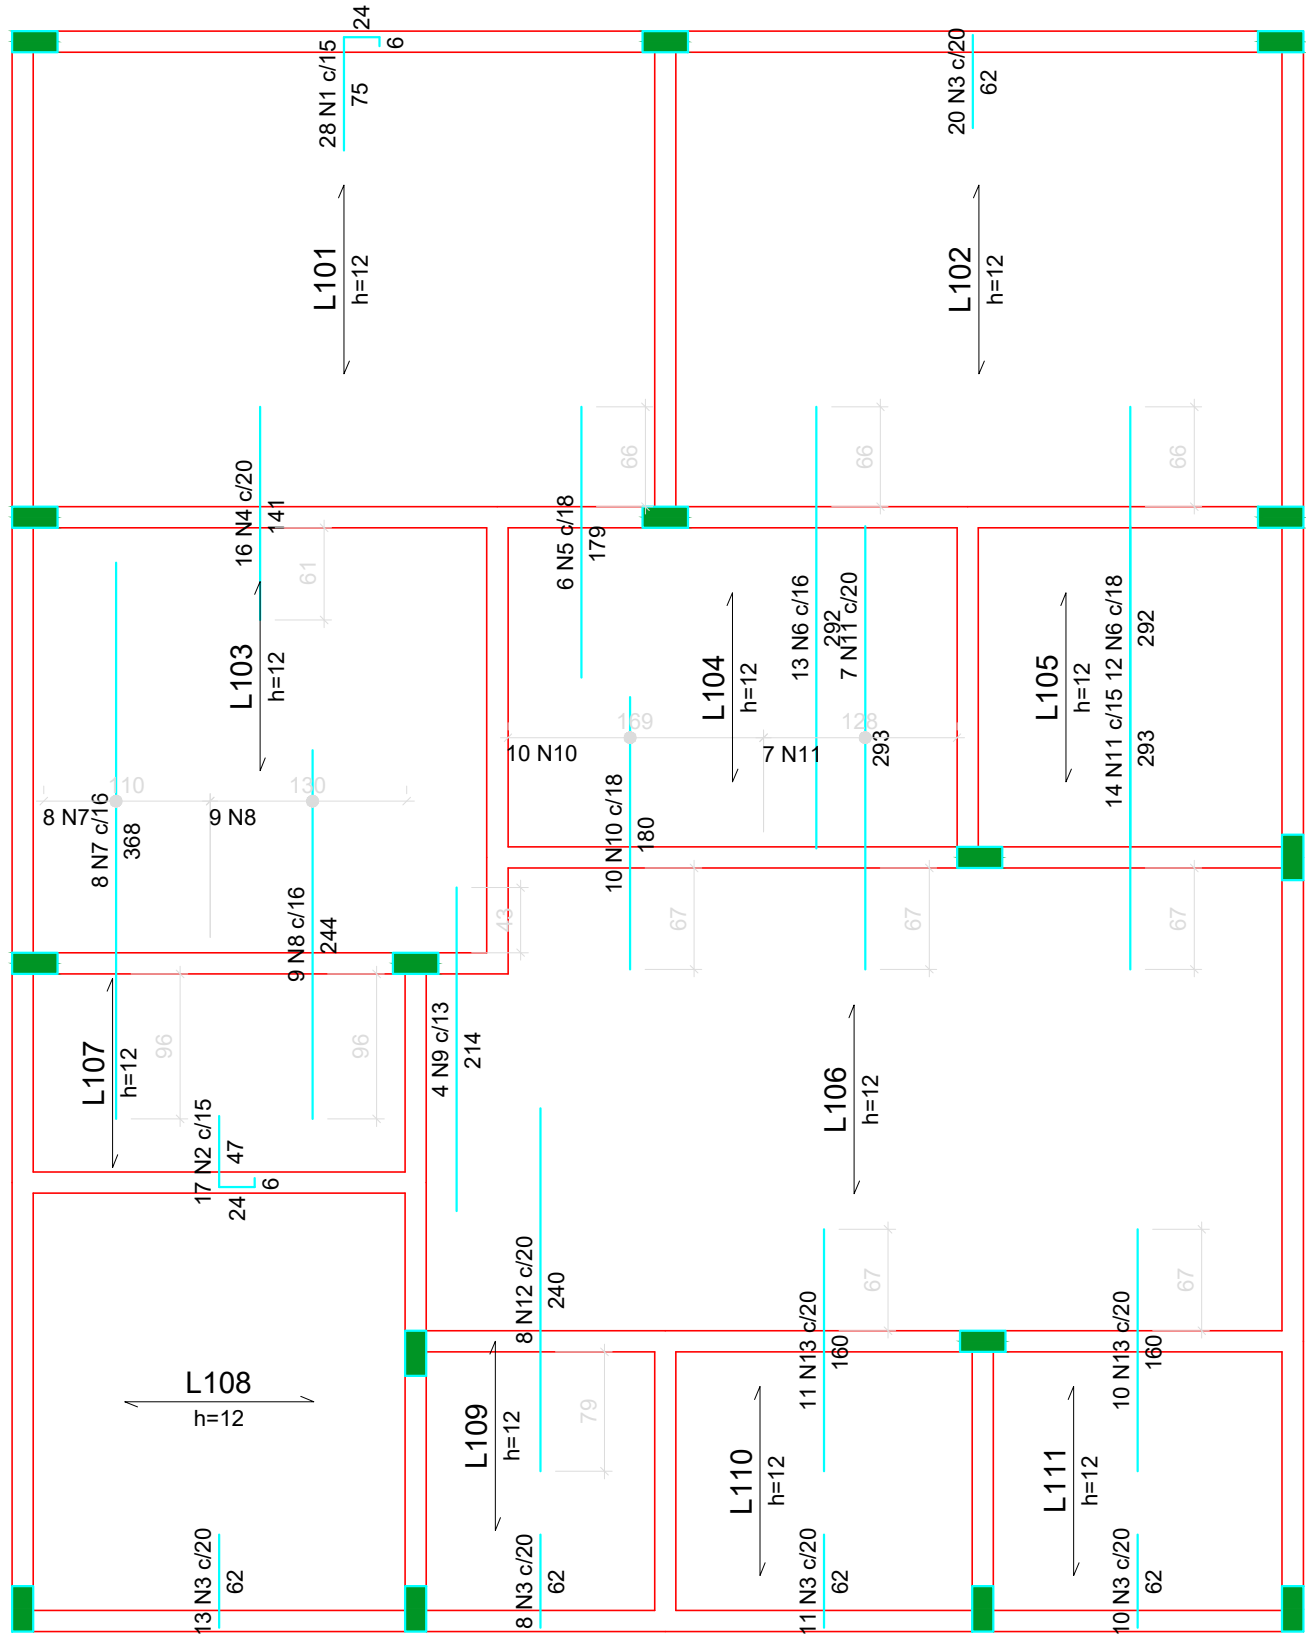 24
6
28 N1 c/15
75
20 N3 c/20
62
L101
h=12
L102
h=12
66
66
66
16 N4 c/20
141
6 N5 c/18
179
61
L103
h=12
13 N6 c/16
292
7 N11 c/20
293
L104
h=12
L105
h=12
14 N11 c/15 12 N6 c/18
293
292
169
128
10 N10
7 N11
110
130
8 N7
9 N8
8 N7 c/16
368
10 N10 c/18
180
9 N8 c/16
244
43
67
67
67
96
96
4 N9 c/13
214
L107
h=12
L106
h=12
17 N2 c/15
47
24
6
8 N12 c/20
240
67
67
11 N13 c/20
160
10 N13 c/20
160
L108
h=12
79
L109
h=12
L110
h=12
L111
h=12
13 N3 c/20
62
8 N3 c/20
62
11 N3 c/20
62
10 N3 c/20
62